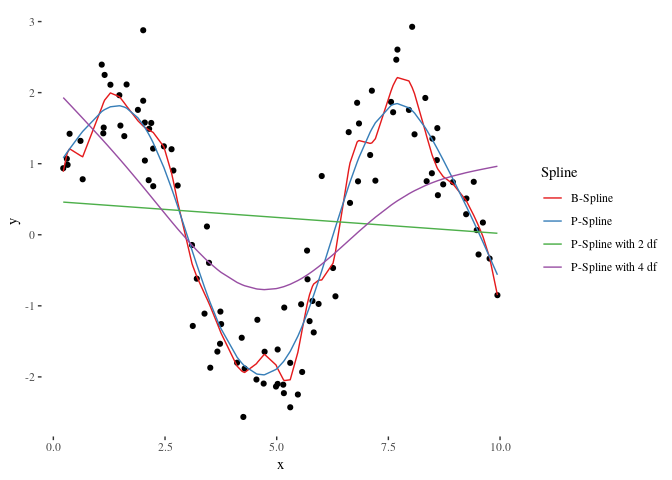 3
2
1
0
-1
-2
y
0.0 2.5 5.0 7.5 10.0
x
Spline
B-Spline
P-Spline
P-Spline with 2 df
P-Spline with 4 df